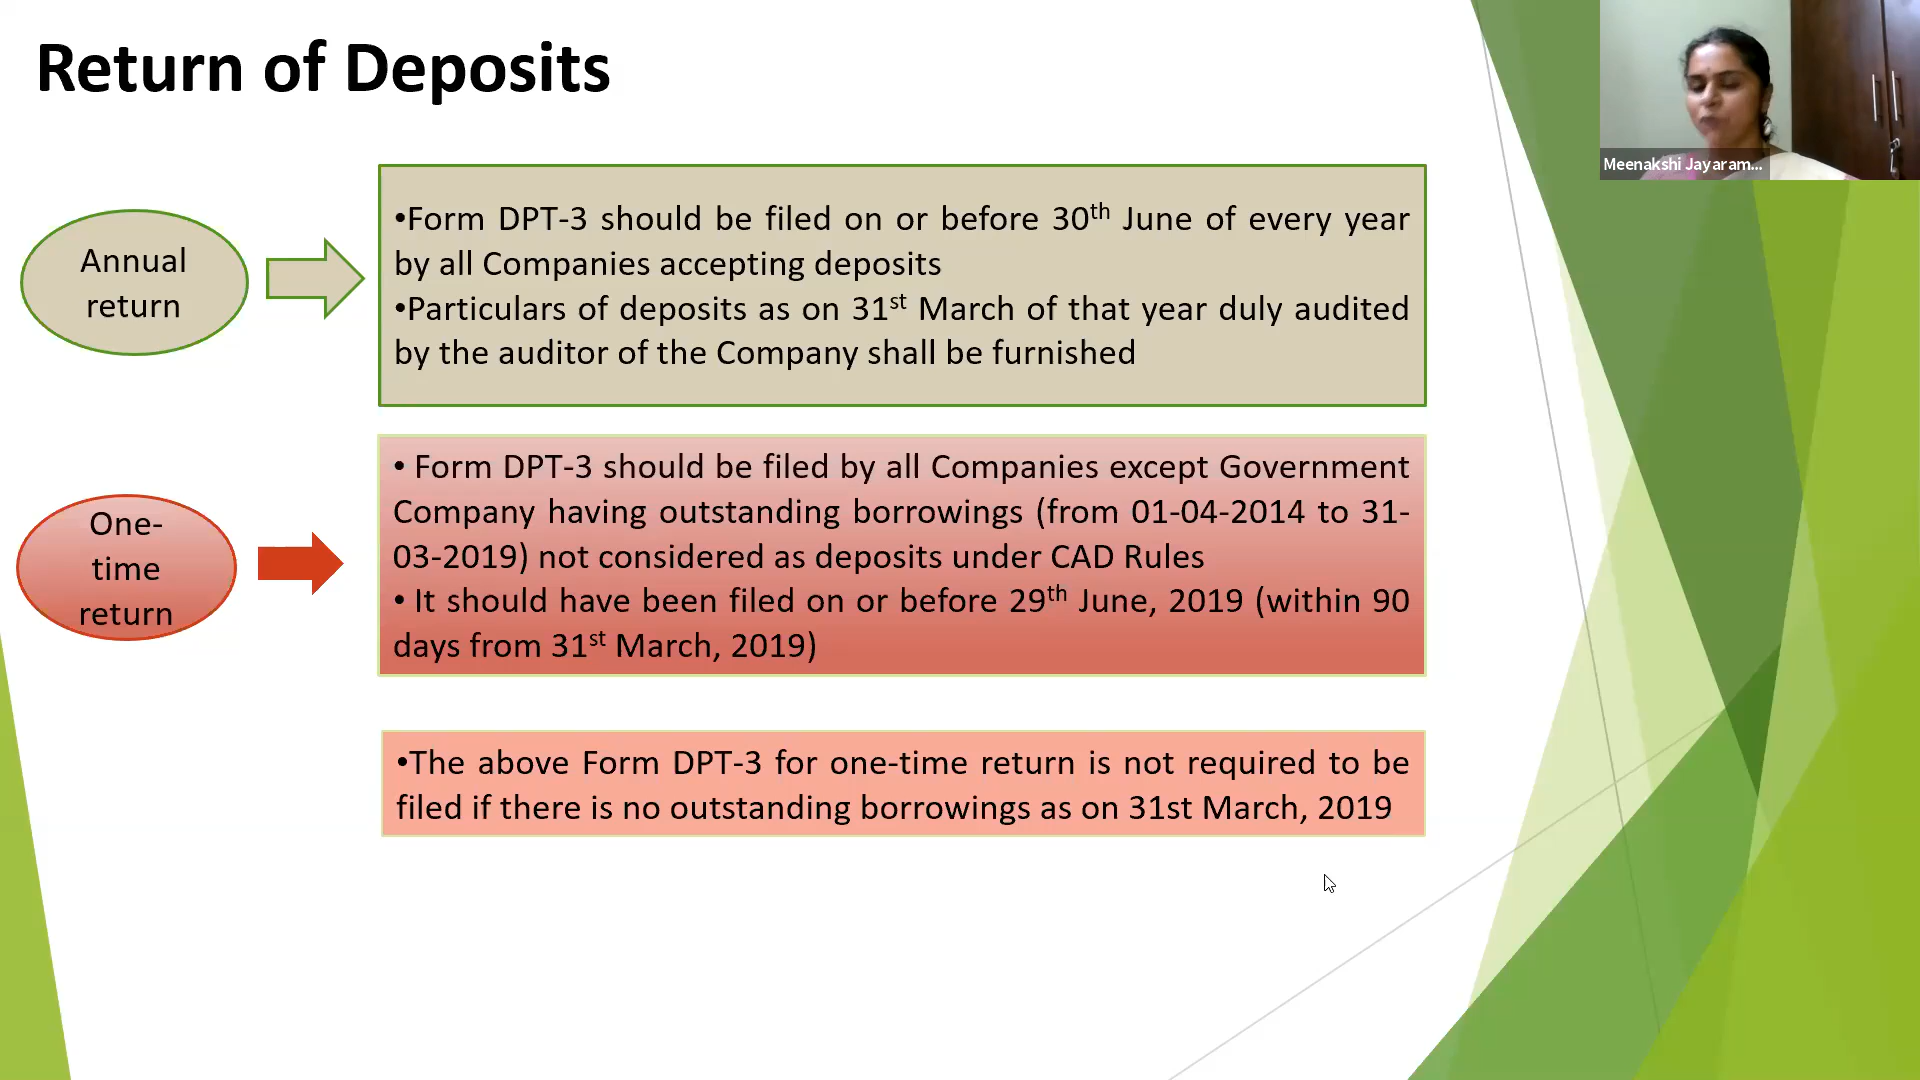 Return of Deposits
Meenakshi Jayaram...
Annual
return
•Form DPT-3 should be filed on or before 30th June of every year
by all Companies accepting deposits
•Particulars of deposits as on 31st March of that year duly audited
by the auditor of the Company shall be furnished
One-
time
return
• Form DPT-3 should be filed by all Companies except Government
Company having outstanding borrowings (from 01-04-2014 to 31-
03-2019) not considered as deposits under CAD Rules
• It should have been filed on or before 29th June, 2019 (within 90
days from 31st March, 2019)
•The above Form DPT-3 for one-time return is not required to be
filed if there is no outstanding borrowings as on 31st March, 2019